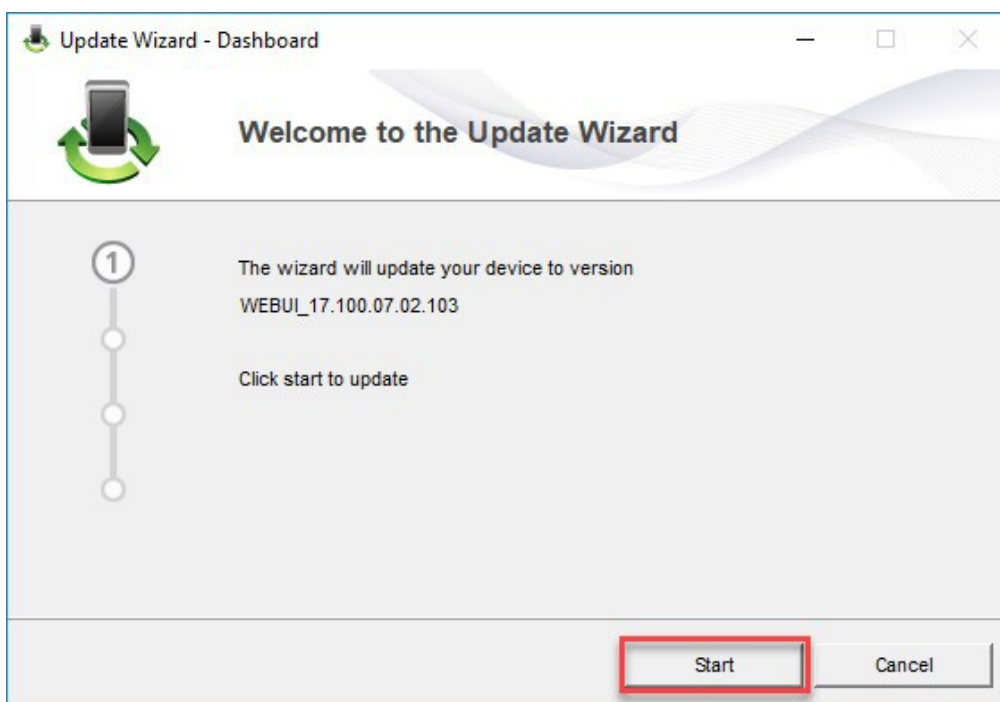 Update Wizard - Dashboard
Welcome to the Update Wizard
1
The wizard will update your device to version
WEBUI_17.100.07.02.103
Click start to update
Start
Cancel